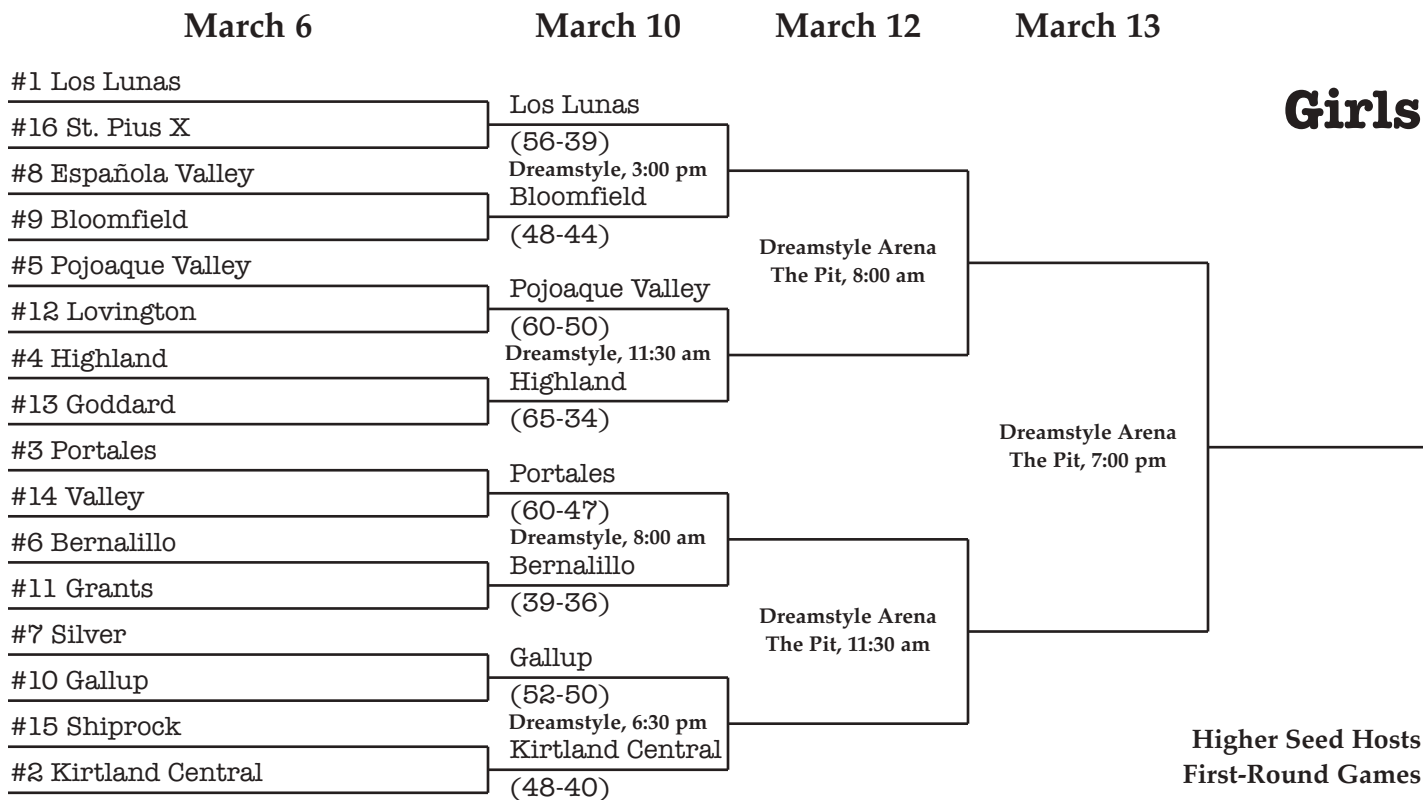 March 6
March 10
March 12
March 13
Girls
#1 Los Lunas
#16 St. Pius X
#8 Española Valley
#9 Bloomfield
#5 Pojoaque Valley
#12 Lovington
#4 Highland
#13 Goddard
#3 Portales
#14 Valley
#6 Bernalillo
#11 Grants
#7 Silver
#10 Gallup
#15 Shiprock
#2 Kirtland Central
Los Lunas
(56-39)
Dreamstyle, 3:00 pm
Bloomfield
(48-44)
Pojoaque Valley
(60-50)
Dreamstyle, 11:30 am
Highland
(65-34)
Portales
(60-47)
Dreamstyle, 8:00 am
Bernalillo
(39-36)
Gallup
(52-50)
Dreamstyle, 6:30 pm
Kirtland Central
(48-40)
Dreamstyle Arena
The Pit, 8:00 am
Dreamstyle Arena
The Pit, 11:30 am
Dreamstyle Arena
The Pit, 7:00 pm
Higher Seed Hosts
First-Round Games